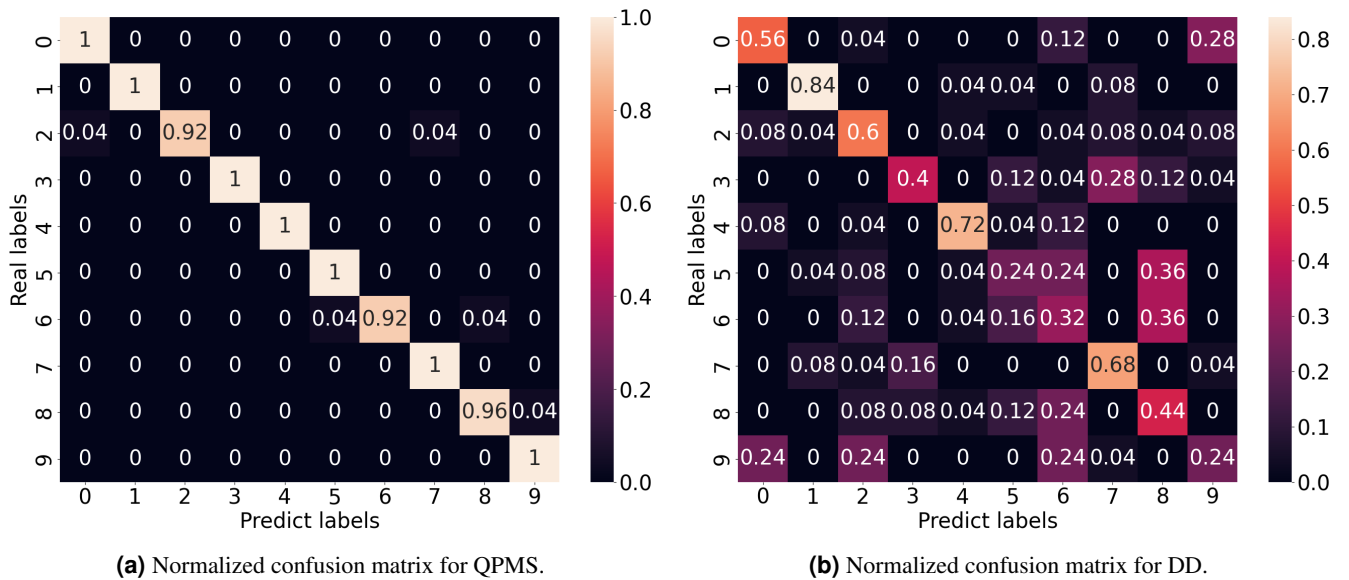 0 1 0 0 0 0 0 0 0 0 0
1 0 1 0 0 0 0 0 0 0 0
2 0.04 0 0.92 0 0 0 0 0.04 0 0
3 0 0 0 1 0 0 0 0 0 0
4 0 0 0 0 1 0 0 0 0 0
5 0 0 0 0 0 1 0 0 0 0
6 0 0 0 0 0 0.04 0.92 0 0.04 0
7 0 0 0 0 0 0 0 1 0 0
8 0 0 0 0 0 0 0 0 0.96 0.04
9 0 0 0 0 0 0 0 0 0 1
0 1 2 3 4 5 6 7 8 9
Real labels
Predict labels
1.0
0.8
0.6
0.4
0.2
0.0
(a) Normalized confusion matrix for QPMS.
0 0.56 0 0.04 0 0 0 0.12 0 0 0.28
1 0 0.84 0 0 0.04 0.04 0 0.08 0 0
2 0.08 0.04 0.6 0 0.04 0 0.04 0.08 0.04 0.08
3 0 0 0 0.4 0 0.12 0.04 0.28 0.12 0.04
4 0.08 0 0.04 0 0.72 0.04 0.12 0 0 0
5 0 0.04 0.08 0 0.04 0.24 0.24 0 0.36 0
6 0 0 0.12 0 0.04 0.16 0.32 0 0.36 0
7 0 0.08 0.04 0.16 0 0 0 0.68 0 0.04
8 0 0 0.08 0.08 0.04 0.12 0.24 0 0.44 0
9 0.24 0 0.24 0 0 0 0.24 0.04 0 0.24
0 1 2 3 4 5 6 7 8 9
Real labels
Predict labels
0.8
0.7
0.6
0.5
0.4
0.3
0.2
0.1
0.0
(b) Normalized confusion matrix for DD.